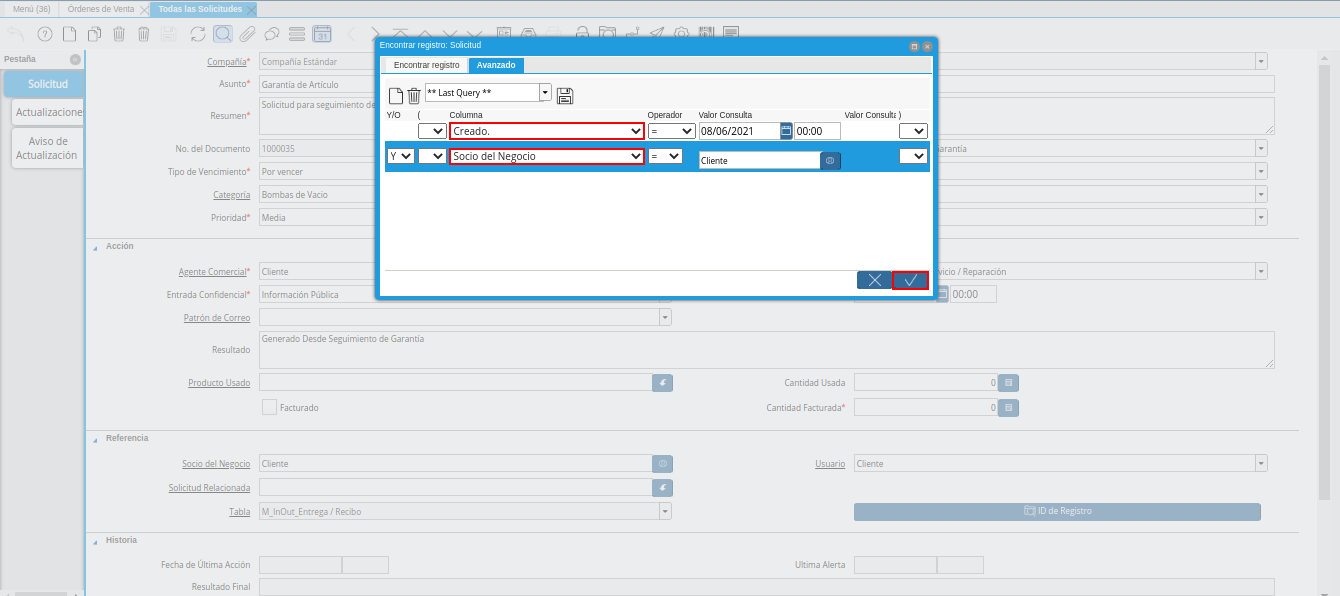 Menú (36) Órdenes de Venta Todas las Solicitudes
31
Pestaña
Solicitud
Actualizacione
Aviso de
Actualización
Compañía* Compañía Estándar
Asunto* Garantía de Artículo
Resumen* Solicitud para seguimiento de
No. del Documento 1000035 arantía
Tipo de Vencimiento* Por vencer
Categoría Bombas de Vacio
Prioridad* Media
Encontrar registro: Solicitud
Encontrar registro Avanzado
** Last Query **
Y/O ( Columna Operador Valor Consulta Valor Consulta )
Creado. = 08/06/2021 00:00
Y Socio del Negocio = Cliente
Acción
Agente Comercial* Cliente vicio / Reparación
Entrada Confidencial* Información Pública 00:00
Patrón de Correo
Resultado Generado Desde Seguimiento de Garantía
Producto Usado Cantidad Usada 0
Facturado Cantidad Facturada* 0
Referencia
Socio del Negocio Cliente Usuario Cliente
Solicitud Relacionada
Tabla M_InOut_Entrega / Recibo ID de Registro
Historia
Fecha de Última Acción Ultima Alerta
Resultado Final